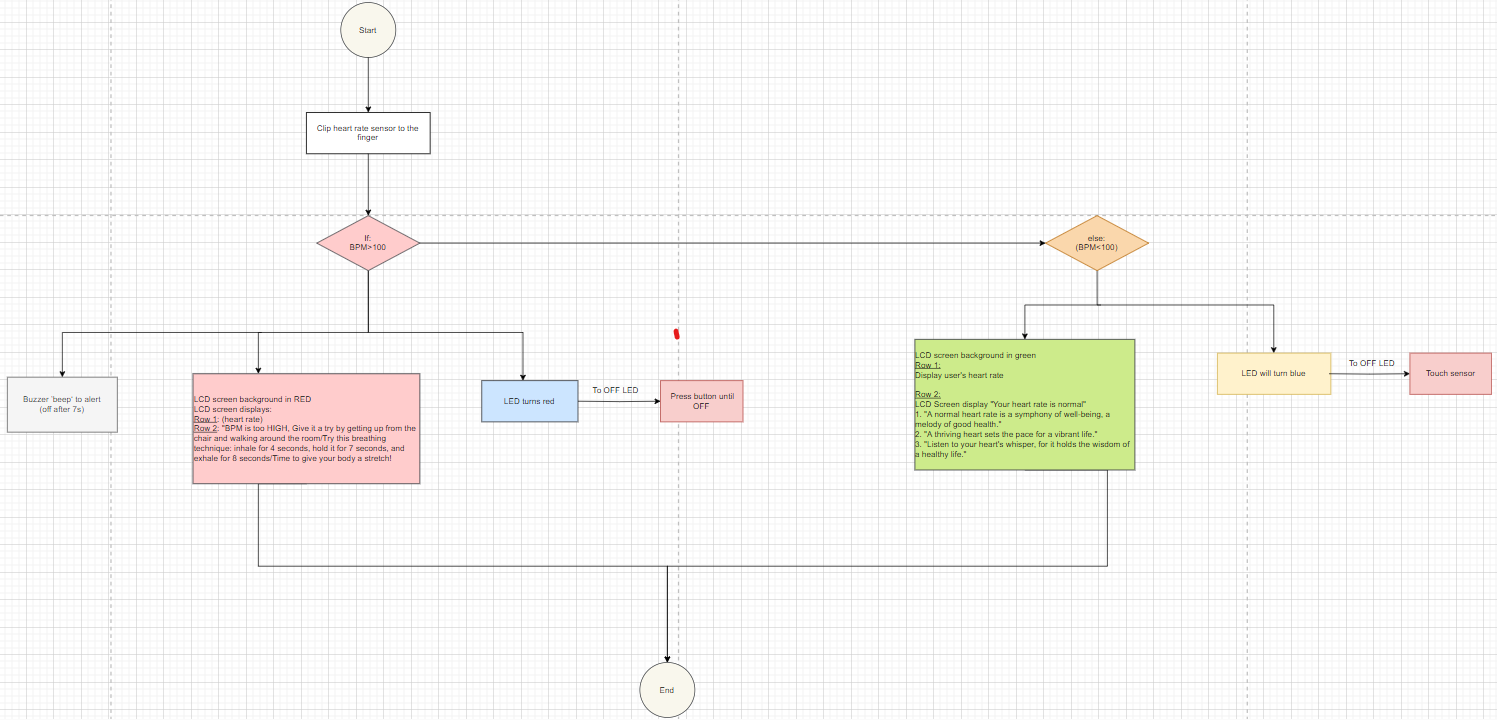 Start
Clip heart rate sensor to the
finger
If:
BPM>100
else:
(BPM<100)
Buzzer 'beep' to alert
(off after 7s)
LCD screen background in RED
LCD screen displays:
Row 1: (heart rate)
Row 2: "BPM is too HIGH, Give it a try by getting up from the
chair and walking around the room/Try this breathing
technique: inhale for 4 seconds, hold it for 7 seconds, and
exhale for 8 seconds/Time to give your body a stretch!
LED turns red
To OFF LED
Press button until
OFF
LCD screen background in green
Row 1:
Display user's heart rate
Row 2:
LCD Screen display "Your heart rate is normal"
1. "A normal heart rate is a symphony of well-being, a
melody of good health."
2. "A thriving heart sets the pace for a vibrant life."
3. "Listen to your heart's whisper, for it holds the wisdom of
a healthy life."
LED will turn blue
To OFF LED
Touch sensor
End